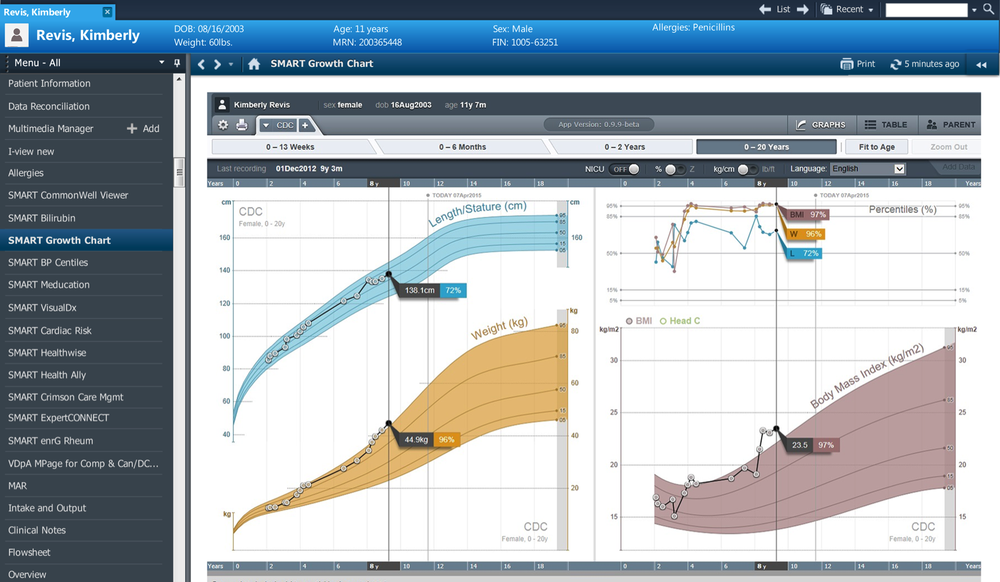 Revis, Kimberly
List
Recent
Revis, Kimberly
DOB: 08/16/2003
Weight: 60lbs.
Age: 11 years
MRN: 200365448
Sex: Male
FIN: 1005-63251
Allergies: Penicillins
Menu - All
SMART Growth Chart
Print
5 minutes ago
Patient Information
Data Reconciliation
Multimedia Manager
Add
I-view new
Allergies
SMART CommonWell Viewer
SMART Bilirubin
SMART Growth Chart
SMART BP Centiles
SMART Meducation
SMART VisualDx
SMART Cardiac Risk
SMART Healthwise
SMART Health Ally
SMART Crimson Care Mgmt
SMART ExpertCONNECT
SMART enrG Rheum
VDpA MPage for Comp & Can/DC...
MAR
Intake and Output
Clinical Notes
Flowsheet
Overview
Kimberly Revis
sex female
dob 16Aug2003
age 11y 7m
CDC
App Version: 0.9.9-beta
GRAPHS
TABLE
PARENT
0 – 13 Weeks
0 – 6 Months
0 – 2 Years
0 – 20 Years
Fit to Age
Zoom Out
Last recording 01Dec2012 9y 3m
NICU OFF
% Z
kg/cm lb/ft
Language: English
Add Data
Years 0 2 4 6 8 y 10 12 14 16 18
0 2 4 6 8 y 10 12 14 16 18 Years
TODAY 07Apr2015
cm
CDC
Female, 0 - 20y
Length/Stature (cm)
cm
95
85
50
15
05
160
160
140
120
100
80
60
40
138.1cm 72%
kg
Weight (kg)
95
85
50
15
05
80
60
40
20
44.9kg 96%
kg
CDC
Female, 0 - 20y
TODAY 07Apr2015
Percentiles (%)
95%
85%
50%
15%
5%
95%
85%
50%
15%
5%
BMI 97%
W 96%
L 72%
BMI
Head C
kg/m2
kg/m2
Body Mass Index (kg/m2)
95
85
50
15
05
30
25
20
15
30
25
20
15
23.5 97%
CDC
Female, 0 - 20y
Years 0 2 4 6 8 y 10 12 14 16 18
0 2 4 6 8 y 10 12 14 16 18 Years